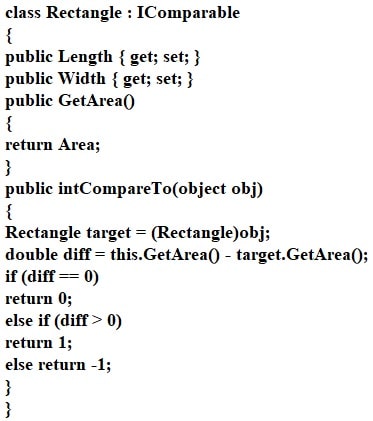 class Rectangle : IComparable
{
public Length { get; set; }
public Width { get; set; }
public GetArea()
{
return Area;
}
public intCompareTo(object obj)
{
Rectangle target = (Rectangle)obj;
double diff = this.GetArea() - target.GetArea();
if (diff == 0)
return 0;
else if (diff > 0)
return 1;
else return -1;
}
}